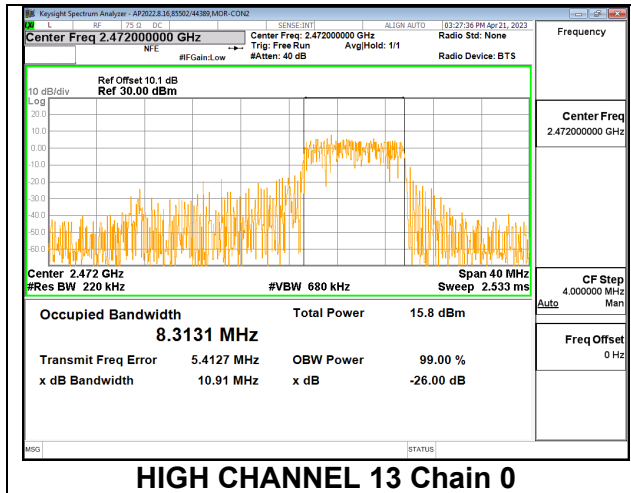 Keysight Spectrum Analyzer - AP2022.8.16,85502/44389,MOR-CON2
L RF 75 Ω DC SENSE:INT ALIGN AUTO 03:27:36 PM Apr 21, 2023
Center Freq 2.472000000 GHz Center Freq: 2.472000000 GHz Radio Std: None Frequency
NFE Trig: Free Run Avg|Hold: 1/1
#IFGain:Low #Atten: 40 dB Radio Device: BTS
Ref Offset 10.1 dB
10 dB/div Ref 30.00 dBm
Log
20.0
10.0
0.00
-10.0
-20.0
-30.0
-40.0
-50.0
-60.0
Center Freq
2.472000000 GHz
Center 2.472 GHz Span 40 MHz
#Res BW 220 kHz #VBW 680 kHz Sweep 2.533 ms
CF Step
4.000000 MHz
Auto Man
Occupied Bandwidth Total Power 15.8 dBm
8.3131 MHz
Freq Offset
0 Hz
Transmit Freq Error 5.4127 MHz OBW Power 99.00 %
x dB Bandwidth 10.91 MHz x dB -26.00 dB
MSG STATUS
HIGH CHANNEL 13 Chain 0